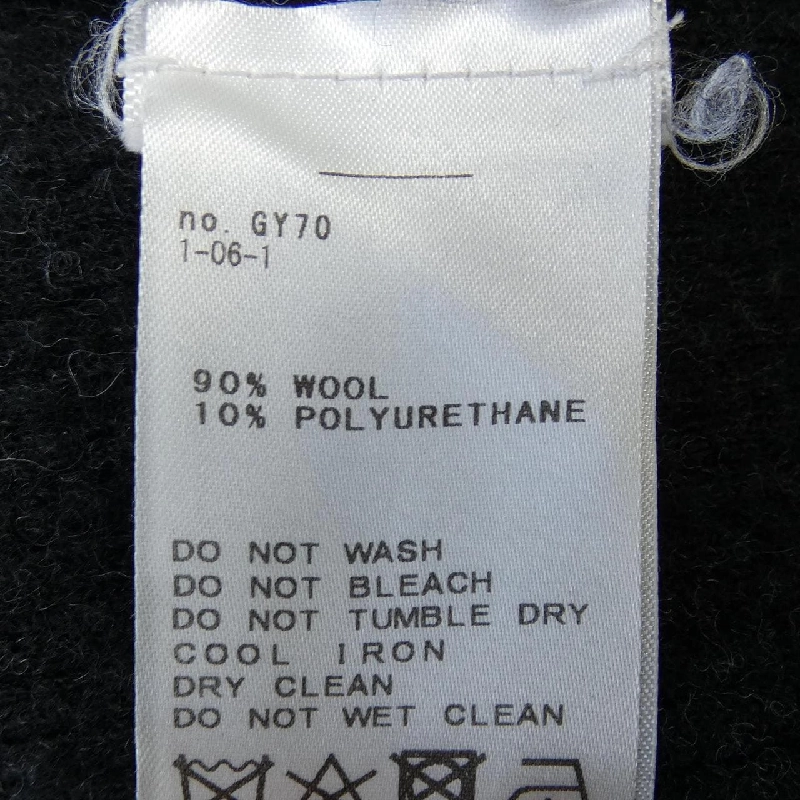 no. GY70
1-06-1
90% WOOL
10% POLYURETHANE
DO NOT WASH
DO NOT BLEACH
DO NOT TUMBLE DRY
COOL IRON
DRY CLEAN
DO NOT WET CLEAN